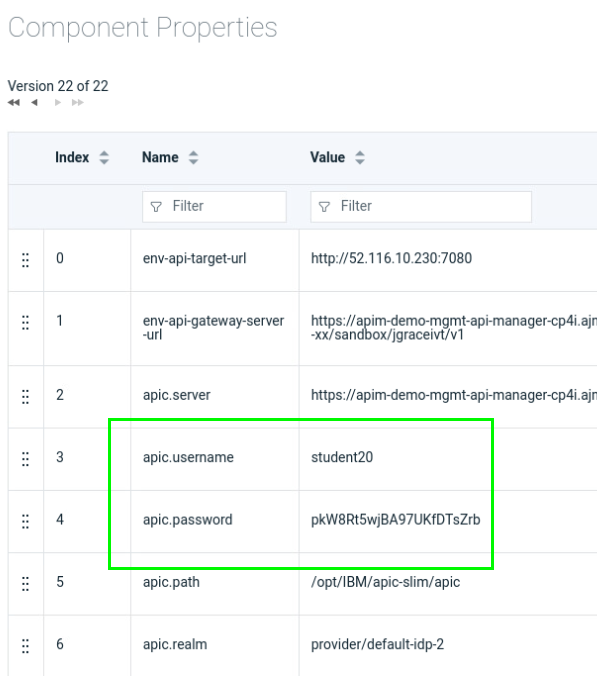 Component Properties
Version 22 of 22
Index Name Value
Filter Filter
0 env-api-target-url http://52.116.10.230:7080
1 env-api-gateway-server https://apim-demo-mgmt-api-manager-cp4i.ajn
-url -xx/sandbox/jgraceivt/v1
2 apic.server https://apim-demo-mgmt-api-manager-cp4i.ajn
3 apic.username student20
4 apic.password pkW8Rt5wjBA97UKfDTsZrb
5 apic.path /opt/IBM/apic-slim/apic
6 apic.realm provider/default-idp-2